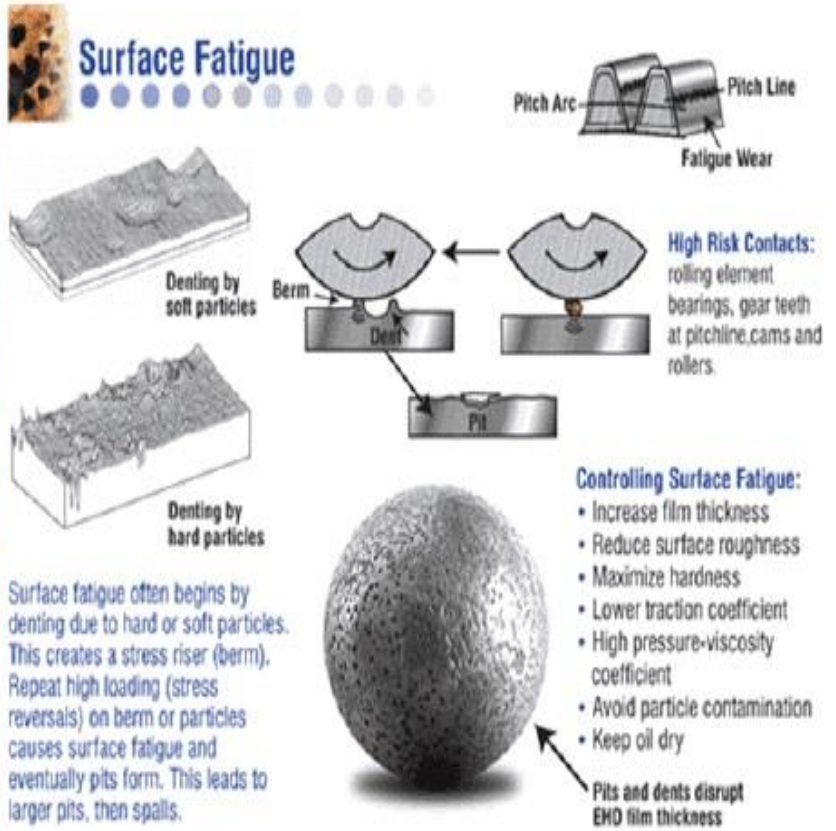 Surface Fatigue
Pitch Arc
Pitch Line
Fatigue Wear
Denting by
soft particles
Berm
Dent
High Risk Contacts:
rolling element
bearings, gear teeth
at pitchline,cams and
rollers.
Pit
Denting by
hard particles
Surface fatigue often begins by
denting due to hard or soft particles.
This creates a stress riser (berm).
Repeat high loading (stress
reversals) on berm or particles
causes surface fatigue and
eventually pits form. This leads to
larger pits, then spalls.
Controlling Surface Fatigue:
• Increase film thickness
• Reduce surface roughness
• Maximize hardness
• Lower traction coefficient
• High pressure-viscosity
coefficient
• Avoid particle contamination
• Keep oil dry
Pits and dents disrupt
EHD film thickness